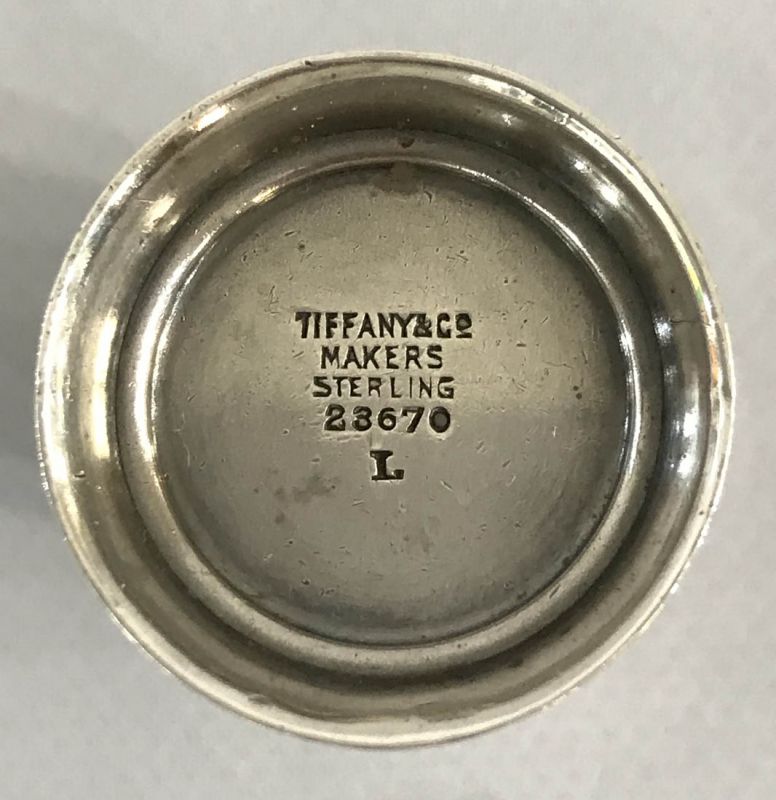 TIFFANY & Co
MAKERS
STERLING
23670
L